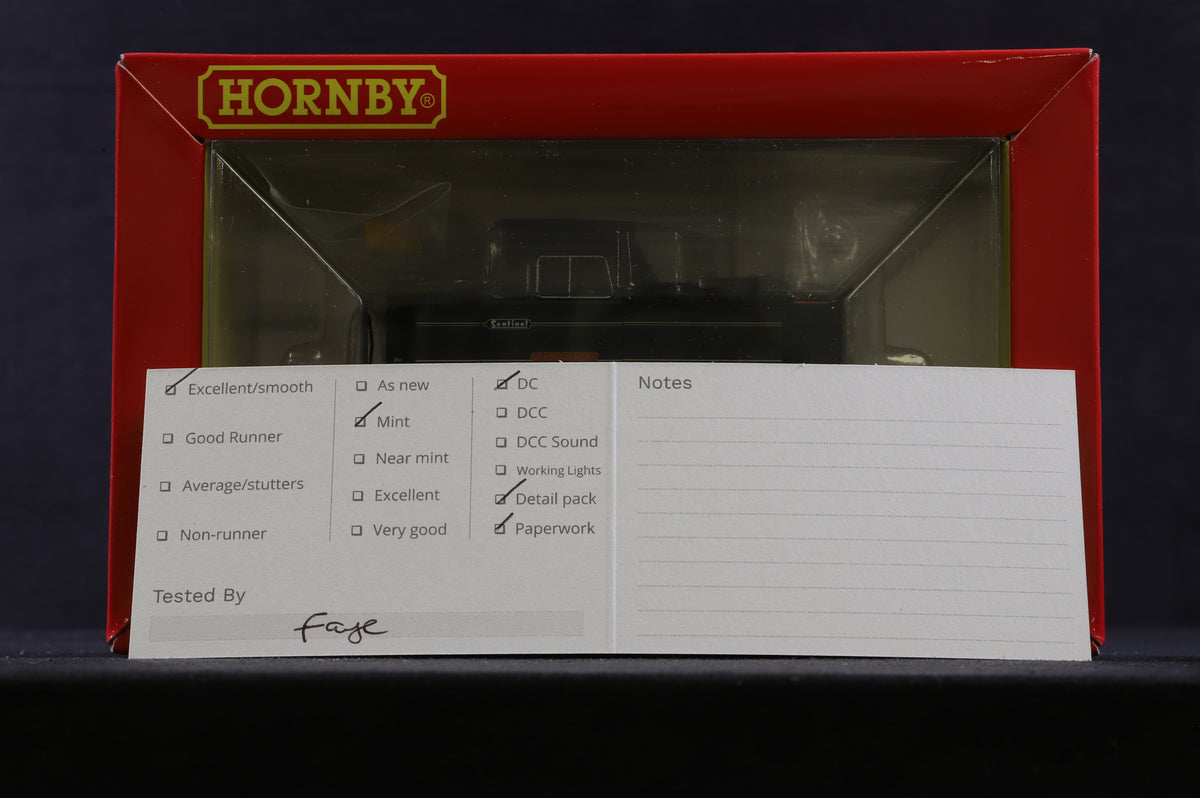 HORNBY®
Sentinel
Excellent/smooth
Good Runner
Average/stutters
Non-runner
As new
Mint
Near mint
Excellent
Very good
DC
DCC
DCC Sound
Working Lights
Detail pack
Paperwork
Tested By
Faye
Notes